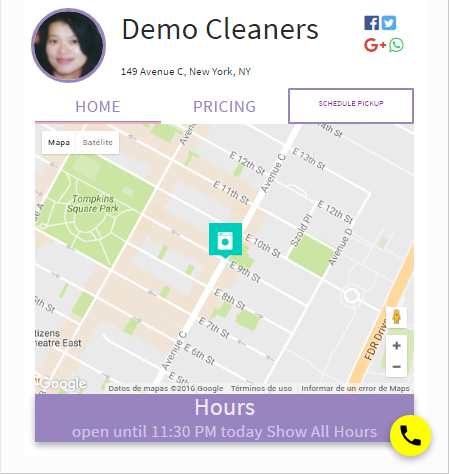 Demo Cleaners
149 Avenue C, New York, NY
HOME
PRICING
SCHEDULE PICKUP
Mapa
Satélite
E 14th St
E 13th St
E 12th St
Avenue C
E 11th St
Tompkins
Square Park
E 12th St
Szold Pl
E 10th St
Avenue D
E 9th St
E 8th St
E 7th St
FDR Drive
itizens
heatre East
Avenue C
E 6th St
E 5th St
Google
Datos de mapas ©2016 Google
Términos de uso
Informar de un error de Maps
Hours
open until 11:30 PM today Show All Hours